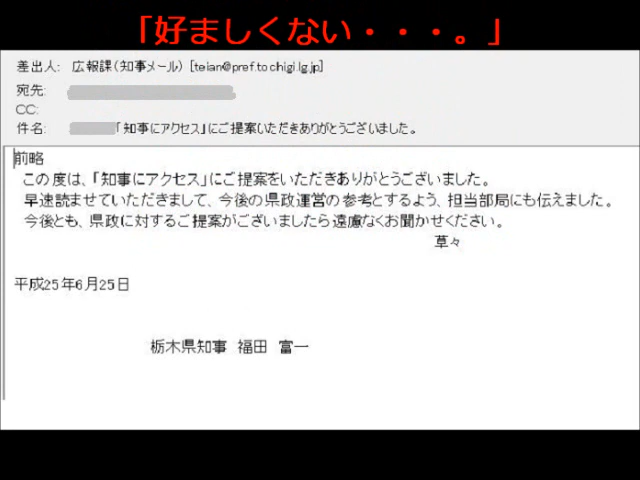 「好ましくない・・・。」
差出人： 広報課（知事メール） [teian@pref.tochigi.lg.jp]
宛先：
CC：
件名： 「知事にアクセス」にご提案いただきありがとうございました。
前略
この度は、「知事にアクセス」にご提案をいただきありがとうございました。
早速読ませていただきまして、今後の県政運営の参考とするよう、担当部局にも伝えました。
今後とも、県政に対するご提案がございましたら遠慮なくお聞かせください。
草々
平成25年6月25日
栃木県知事 福田 富一